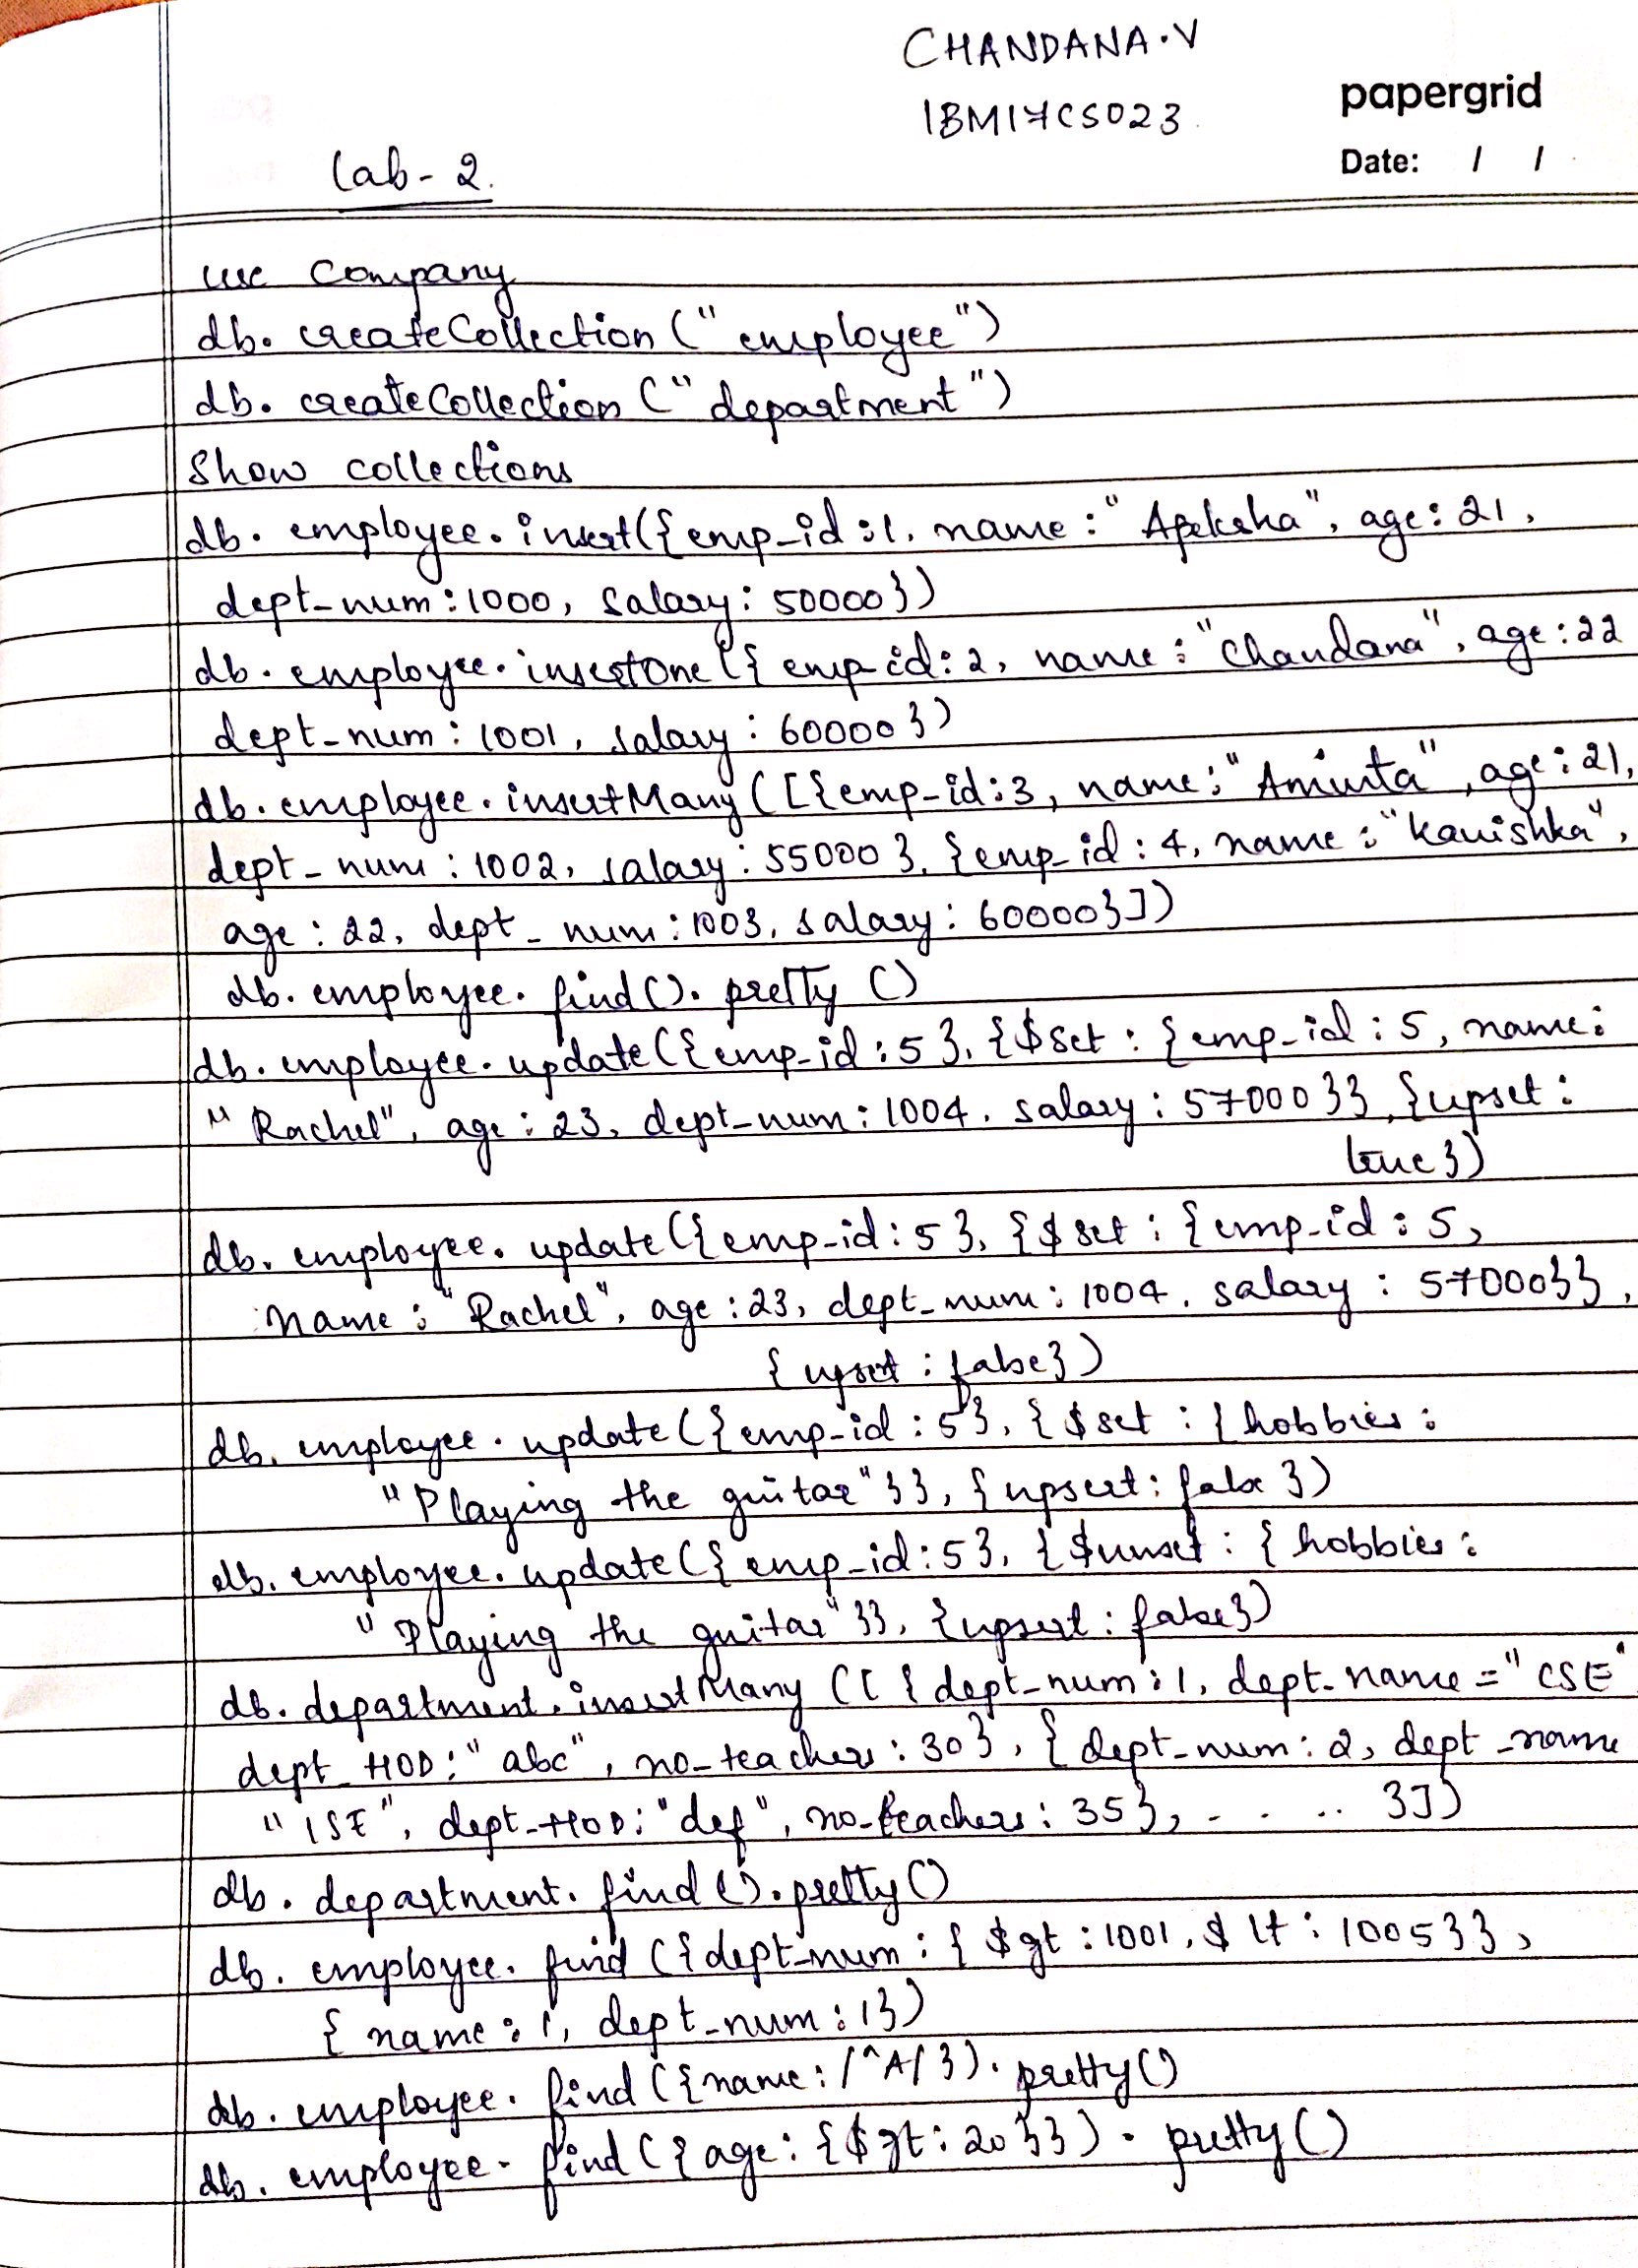 CHANDANA.V
1BM17CS023
papergrid
Date: / /
Lab-2.
use Company
db.createCollection("employee")
db.createCollection("department")
Show collections
db.employee.insert({emp_id:1, name:"Apeksha", age:21,
dept_num:1000, salary:50000})
db.employee.insertOne({emp_id:2, name:"Chandana", age:22
dept_num:1001, salary:60000})
db.employee.insertMany([{emp_id:3, name:"Amruta", age:21,
dept_num:1002, salary:55000}, {emp_id:4, name:"Kanishka",
age:22, dept_num:1003, salary:60000}])
db.employee.find().pretty()
db.employee.update({emp_id:5}, {$set:{emp_id:5, name:
"Rachel", age:23, dept_num:1004, salary:57000}}, {upset:
true})
db.employee.update({emp_id:5}, {$set:{emp_id:5,
name:"Rachel", age:23, dept_num:1004, salary:57000}},
{upset:false})
db.employee.update({emp_id:5}, {$set:{hobbies:
"Playing the guitar"}}, {upsert:false})
db.employee.update({emp_id:5}, {$unset:{hobbies:
"Playing the guitar"}}, {upsert:false})
db.department.insertMany([{dept_num:1, dept_name="CSE"
dept_HOD:"abc", no_teachers:30}, {dept_num:2, dept_name
"ISE", dept_HOD:"def", no_teachers:35}, . . .. }])
db.department.find().pretty()
db.employee.find({dept_num:{$gt:1001,$lt:1005}},
{name:1, dept_num:1})
db.employee.find({name:/^A/}).pretty()
db.employee.find({age:{$gt:20}}).pretty()